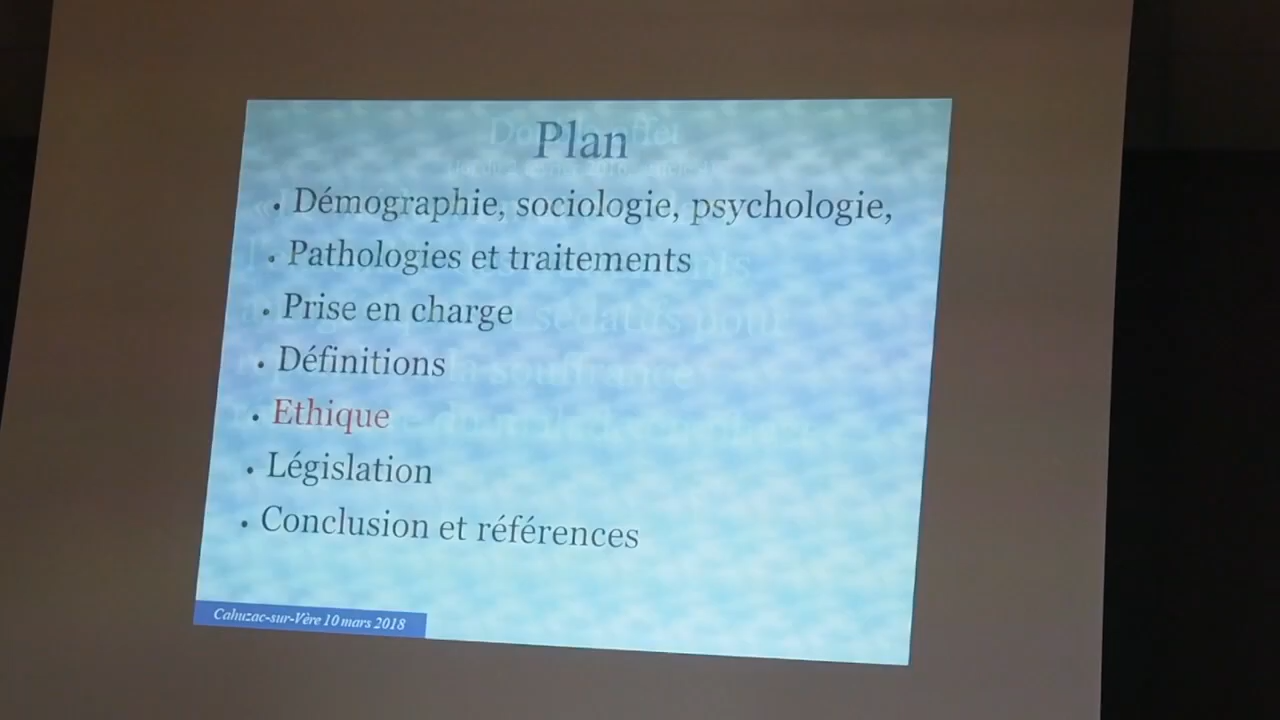 Plan
Démographie, sociologie, psychologie,
Pathologies et traitements
Prise en charge
Définitions
Ethique
Législation
Conclusion et références
Cahuzac-sur-Vère 10 mars 2018